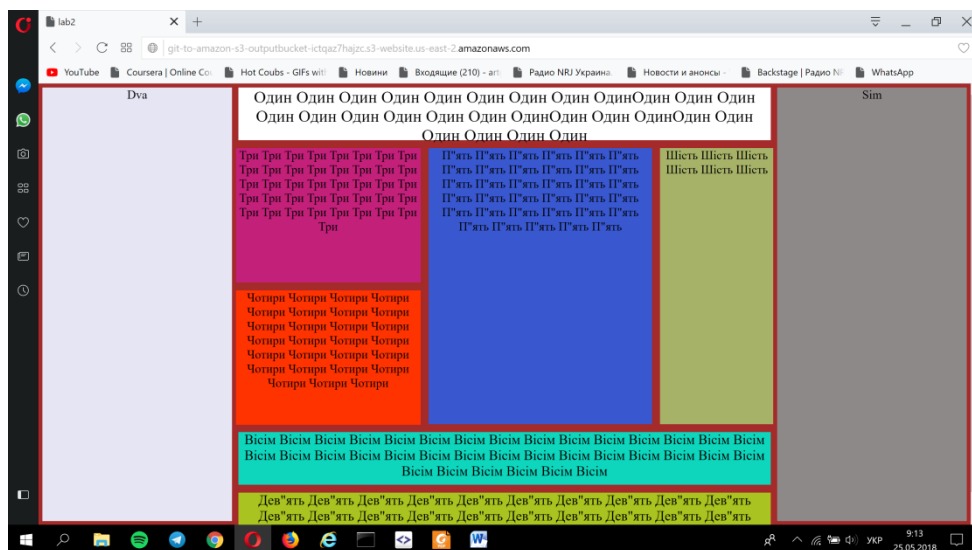 lab2
git-to-amazon-s3-outputbucket-ictqaz7hajzc.s3-website.us-east-2.amazonaws.com
YouTube Coursera | Online Co Hot Coubs - GIFs wit Новини Входящие (210) - art Радио NRJ Украина. Новости и анонсы - Backstage | Радио N WhatsApp
Dva
Один Один Один Один Один Один Один Один ОдинОдин Один Один
Один Один Один Один Один Один ОдинОдин Один ОдинОдин Один
Один Один Один Один
Sim
Три Три Три Три Три Три Три Три
Три Три Три Три Три Три Три Три
Три Три Три Три Три Три Три Три
Три Три Три Три Три Три Три Три
Три Три Три Три Три Три Три Три
Три
П"ять П"ять П"ять П"ять П"ять П"ять
П"ять П"ять П"ять П"ять П"ять П"ять
П"ять П"ять П"ять П"ять П"ять П"ять
П"ять П"ять П"ять П"ять П"ять П"ять
П"ять П"ять П"ять П"ять П"ять П"ять
П"ять П"ять П"ять П"ять П"ять
Шість Шість Шість
Шість Шість Шість
Чотири Чотири Чотири Чотири
Чотири Чотири Чотири Чотири
Чотири Чотири Чотири Чотири
Чотири Чотири Чотири Чотири
Чотири Чотири Чотири Чотири
Чотири Чотири Чотири Чотири
Чотири Чотири Чотири
Вісім Вісім Вісім Вісім Вісім Вісім Вісім Вісім Вісім Вісім Вісім Вісім Вісім Вісім Вісім
Вісім Вісім Вісім Вісім Вісім Вісім Вісім Вісім Вісім Вісім Вісім Вісім Вісім Вісім Вісім
Вісім Вісім Вісім Вісім Вісім Вісім
Дев"ять Дев"ять Дев"ять Дев"ять Дев"ять Дев"ять Дев"ять Дев"ять Дев"ять Дев"ять
Дев"ять Дев"ять Дев"ять Дев"ять Дев"ять Дев"ять Дев"ять Дев"ять Дев"ять Дев"ять
УКР
9:13
25.05.2018